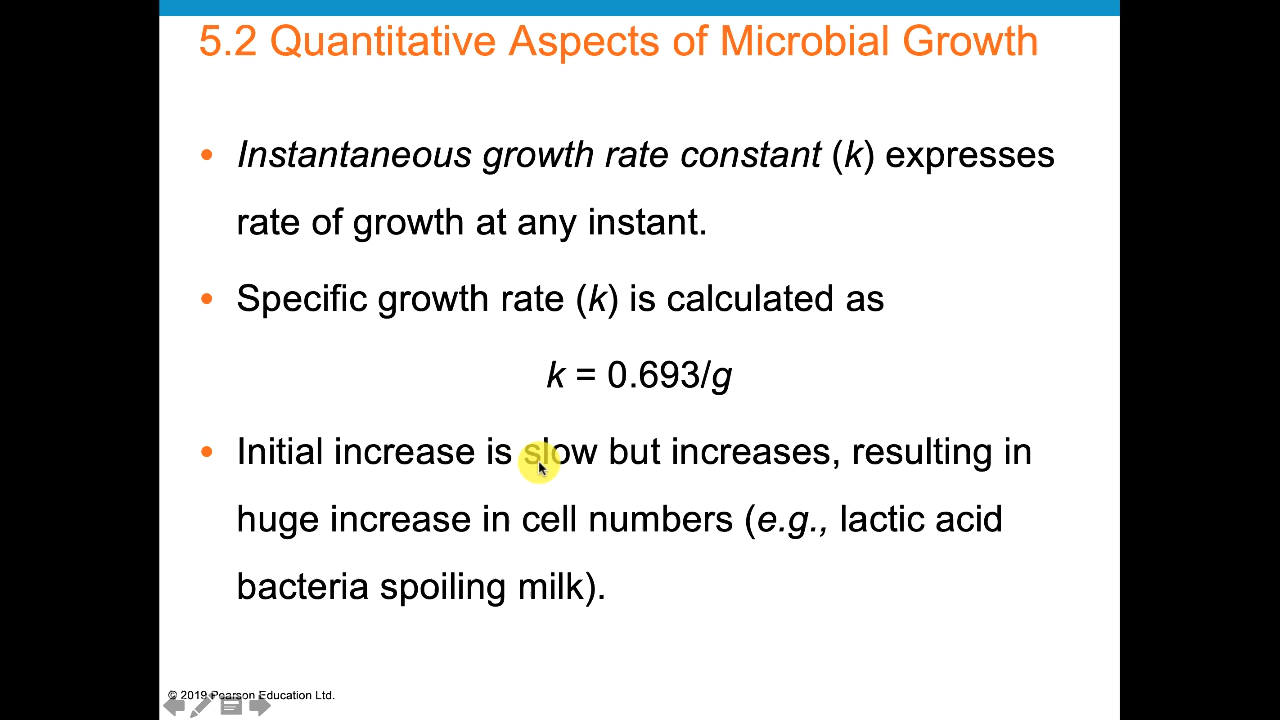 5.2 Quantitative Aspects of Microbial Growth
• Instantaneous growth rate constant (k) expresses
rate of growth at any instant.
• Specific growth rate (k) is calculated as
k = 0.693/g
• Initial increase is slow but increases, resulting in
huge increase in cell numbers (e.g., lactic acid
bacteria spoiling milk).
© 2019 Pearson Education Ltd.